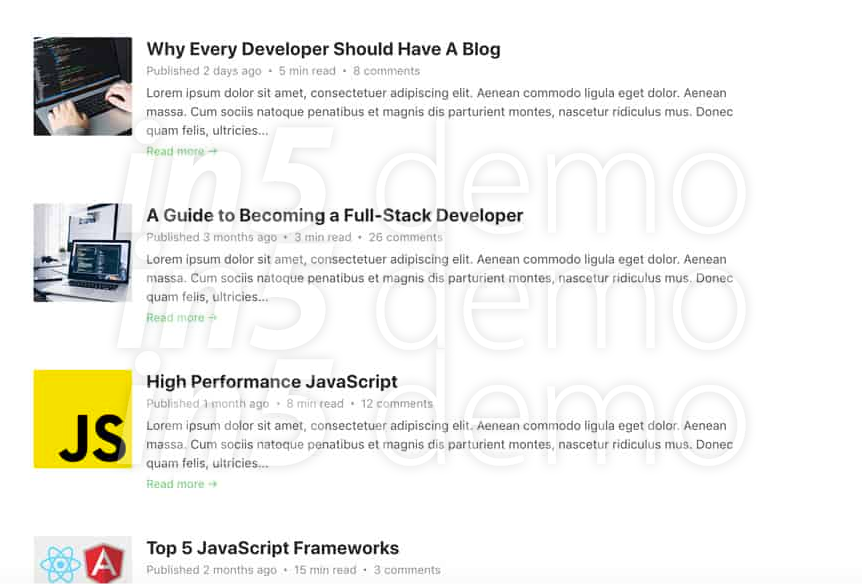 Why Every Developer Should Have A Blog
Published 2 days ago • 5 min read • 8 comments
Lorem ipsum dolor sit amet, consectetuer adipiscing elit. Aenean commodo ligula eget dolor. Aenean
massa. Cum sociis natoque penatibus et magnis dis parturient montes, nascetur ridiculus mus. Donec
quam felis, ultricies...
Read more →
A Guide to Becoming a Full-Stack Developer
Published 3 months ago • 3 min read • 26 comments
Lorem ipsum dolor sit amet, consectetuer adipiscing elit. Aenean commodo ligula eget dolor. Aenean
massa. Cum sociis natoque penatibus et magnis dis parturient montes, nascetur ridiculus mus. Donec
quam felis, ultricies...
Read more →
JS
High Performance JavaScript
Published 1 month ago • 8 min read • 12 comments
Lorem ipsum dolor sit amet, consectetuer adipiscing elit. Aenean commodo ligula eget dolor. Aenean
massa. Cum sociis natoque penatibus et magnis dis parturient montes, nascetur ridiculus mus. Donec
quam felis, ultricies...
Read more →
A
Top 5 JavaScript Frameworks
Published 2 months ago • 15 min read • 3 comments
in5 demo
in5 demo
in5 demo